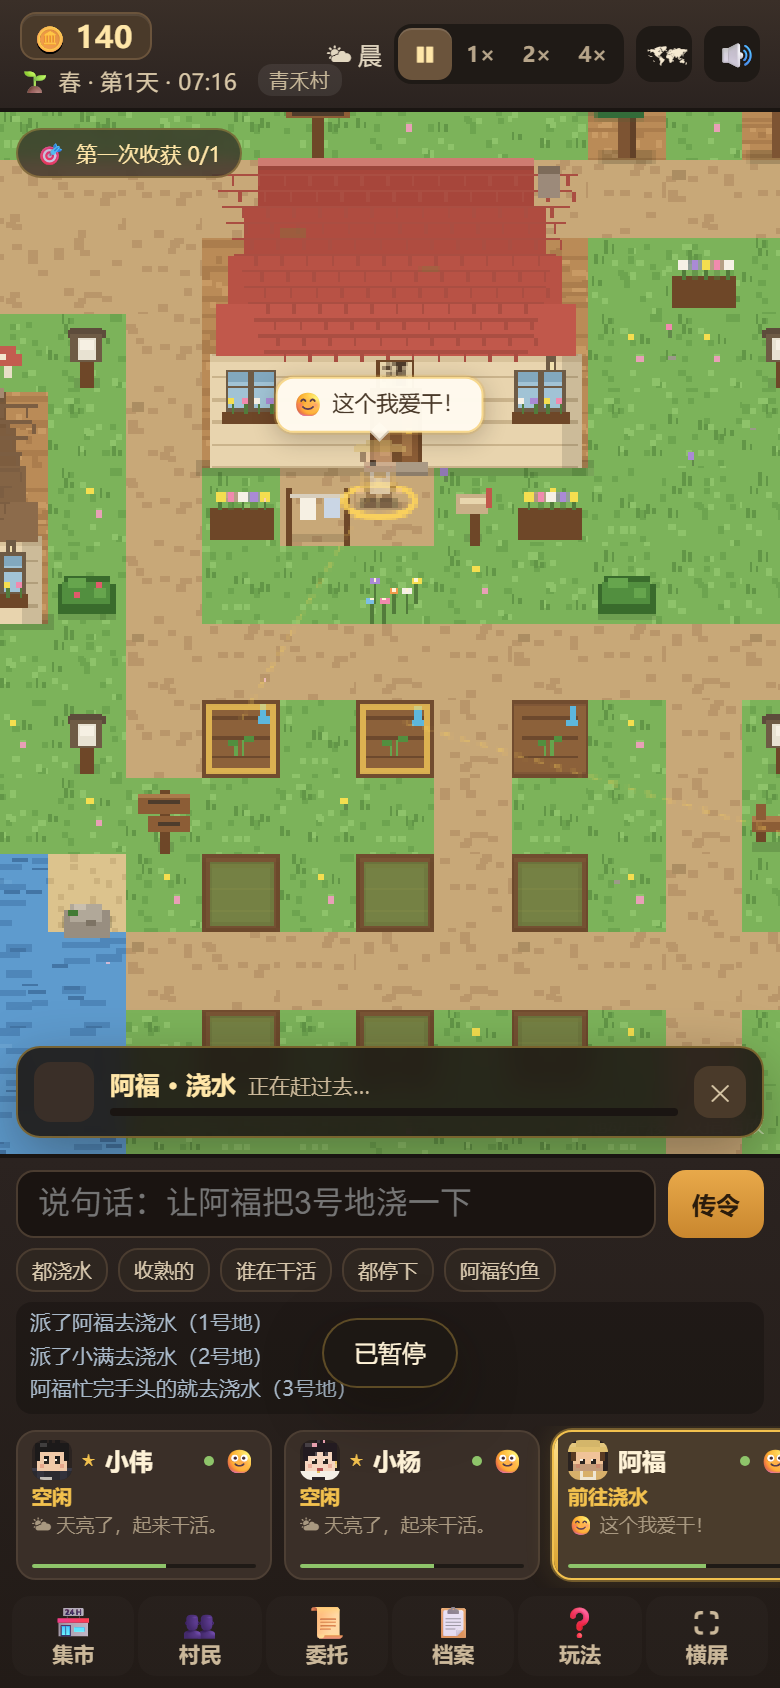 140
春 · 第1天 · 07:16
青禾村
晨
1×
2×
4×
第一次收获 0/1
这个我爱干！
阿福 · 浇水 正在赶过去...
说句话：让阿福把3号地浇一下
传令
都浇水
收熟的
谁在干活
都停下
阿福钓鱼
派了阿福去浇水（1号地）
派了小满去浇水（2号地）
阿福忙完手头的就去浇水（3号地）
已暂停
小伟
空闲
天亮了，起来干活。
小杨
空闲
天亮了，起来干活。
阿福
前往浇水
这个我爱干！
24H
集市
村民
委托
档案
玩法
横屏